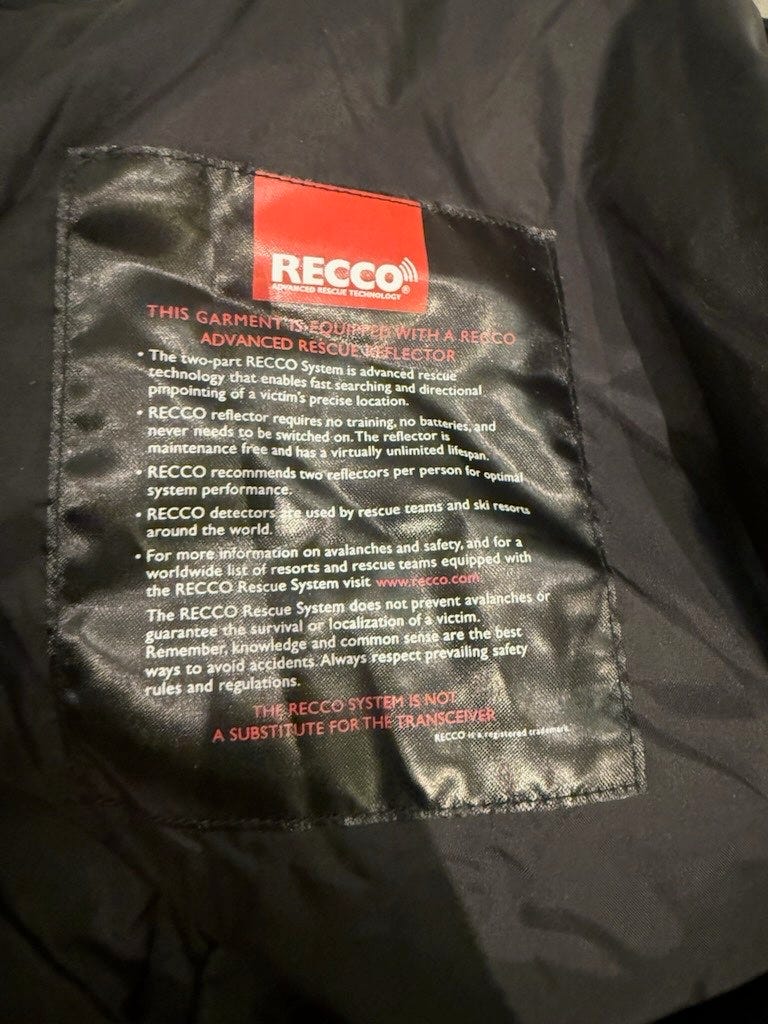 RECCO®
ADVANCED RESCUE TECHNOLOGY
THIS GARMENT IS EQUIPPED WITH A RECCO
ADVANCED RESCUE REFLECTOR
• The two-part RECCO System is advanced rescue
technology that enables fast searching and directional
pinpointing of a victim's precise location.
• RECCO reflector requires no training, no batteries, and
never needs to be switched on. The reflector is
maintenance free and has a virtually unlimited lifespan.
• RECCO recommends two reflectors per person for optimal
system performance.
• RECCO detectors are used by rescue teams and ski resorts
around the world.
• For more information on avalanches and safety, and for a
worldwide list of resorts and rescue teams equipped with
the RECCO Rescue System visit www.recco.com.
The RECCO Rescue System does not prevent avalanches or
guarantee the survival or localization of a victim.
Remember, knowledge and common sense are the best
ways to avoid accidents. Always respect prevailing safety
rules and regulations.
THE RECCO SYSTEM IS NOT
A SUBSTITUTE FOR THE TRANSCEIVER
RECCO is a registered trademark.